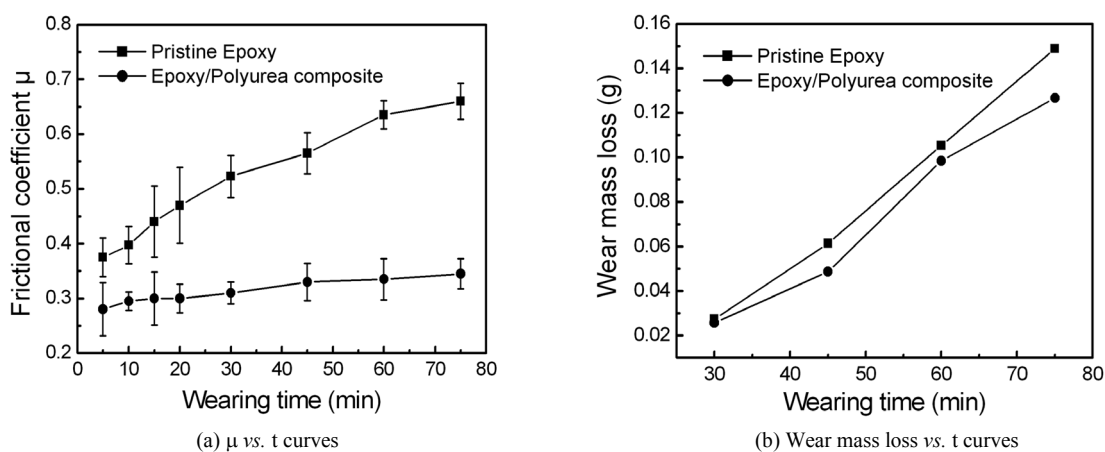 0.8
0.7
0.6
0.5
0.4
0.3
0.2
0 10 20 30 40 50 60 70 80
Frictional coefficient μ
Pristine Epoxy
Epoxy/Polyurea composite
Wearing time (min)
(a) μ vs. t curves
0.16
0.14
0.12
0.10
0.08
0.06
0.04
0.02
30 40 50 60 70 80
Wear mass loss (g)
Pristine Epoxy
Epoxy/Polyurea composite
Wearing time (min)
(b) Wear mass loss vs. t curves